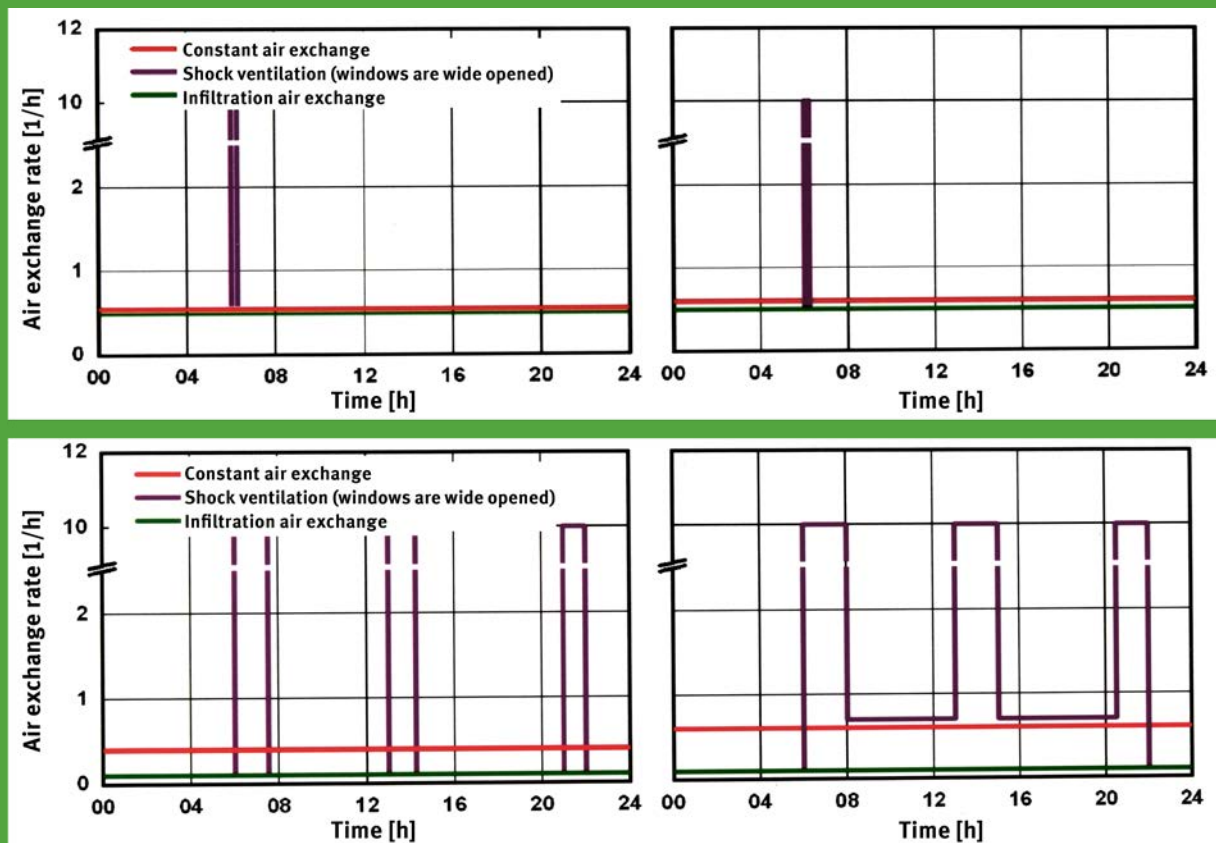 12
Constant air exchange
Shock ventilation (windows are wide opened)
10
Infiltration air exchange
Air exchange rate [1/h]
2
1
0
00 04 08 12 16 20 24
Time [h]
00 04 08 12 16 20 24
Time [h]
12
Constant air exchange
Shock ventilation (windows are wide opened)
10
Infiltration air exchange
Air exchange rate [1/h]
2
1
0
00 04 08 12 16 20 24
Time [h]
00 04 08 12 16 20 24
Time [h]